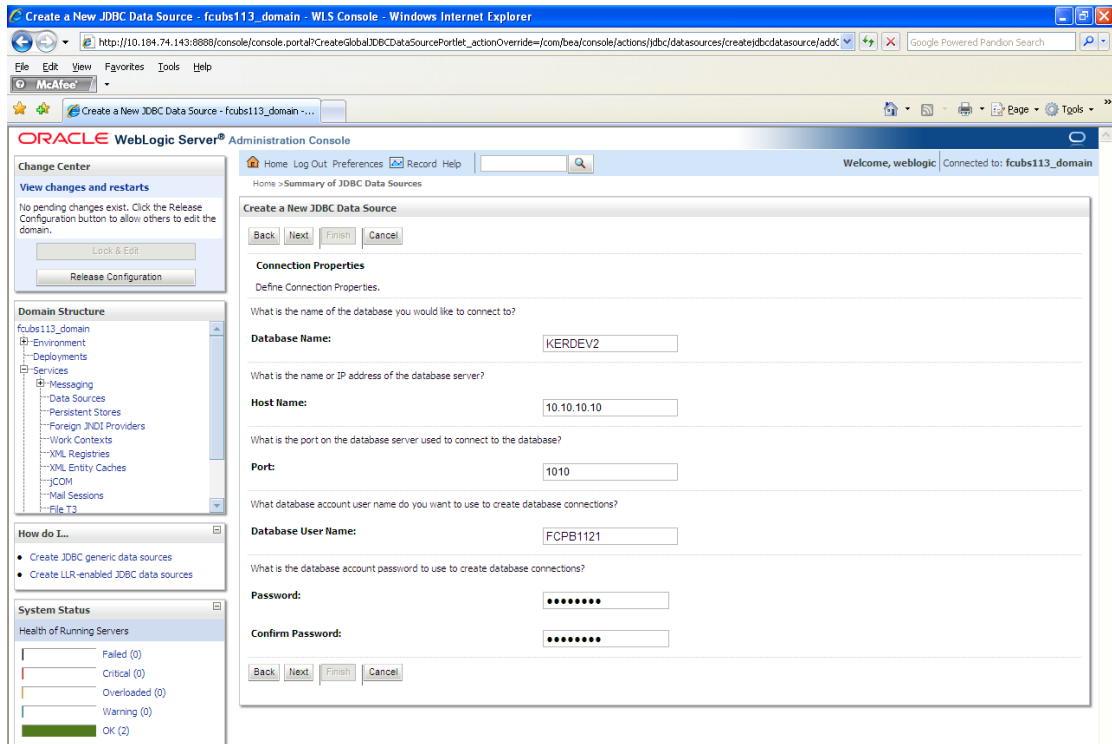 Create a New JDBC Data Source - fcubs113_domain - WLS Console - Windows Internet Explorer
http://10.184.74.143:8888/console/console.portal?CreateGlobalJDBCDataSourcePortlet_actionOverride=/com/bea/console/actions/jdbc/datasources/createjdbcdatasource/addC
Google Powered Pandion Search
File Edit View Favorites Tools Help
McAfee
Create a New JDBC Data Source - fcubs113_domain -...
Page Tools »
ORACLE WebLogic Server® Administration Console
Change Center
View changes and restarts
No pending changes exist. Click the Release
Configuration button to allow others to edit the
domain.
Lock & Edit
Release Configuration
Domain Structure
fcubs113_domain
Environment
Deployments
Services
Messaging
Data Sources
Persistent Stores
Foreign JNDI Providers
Work Contexts
XML Registries
XML Entity Caches
jCOM
Mail Sessions
File T3
How do I...
Create JDBC generic data sources
Create LLR-enabled JDBC data sources
System Status
Health of Running Servers
Failed (0)
Critical (0)
Overloaded (0)
Warning (0)
OK (2)
Home Log Out Preferences Record Help
Welcome, weblogic Connected to: fcubs113_domain
Home >Summary of JDBC Data Sources
Create a New JDBC Data Source
Back Next Finish Cancel
Connection Properties
Define Connection Properties.
What is the name of the database you would like to connect to?
Database Name: KERDEV2
What is the name or IP address of the database server?
Host Name: 10.10.10.10
What is the port on the database server used to connect to the database?
Port: 1010
What database account user name do you want to use to create database connections?
Database User Name: FCPB1121
What is the database account password to use to create database connections?
Password: ●●●●●●●●
Confirm Password: ●●●●●●●●
Back Next Finish Cancel